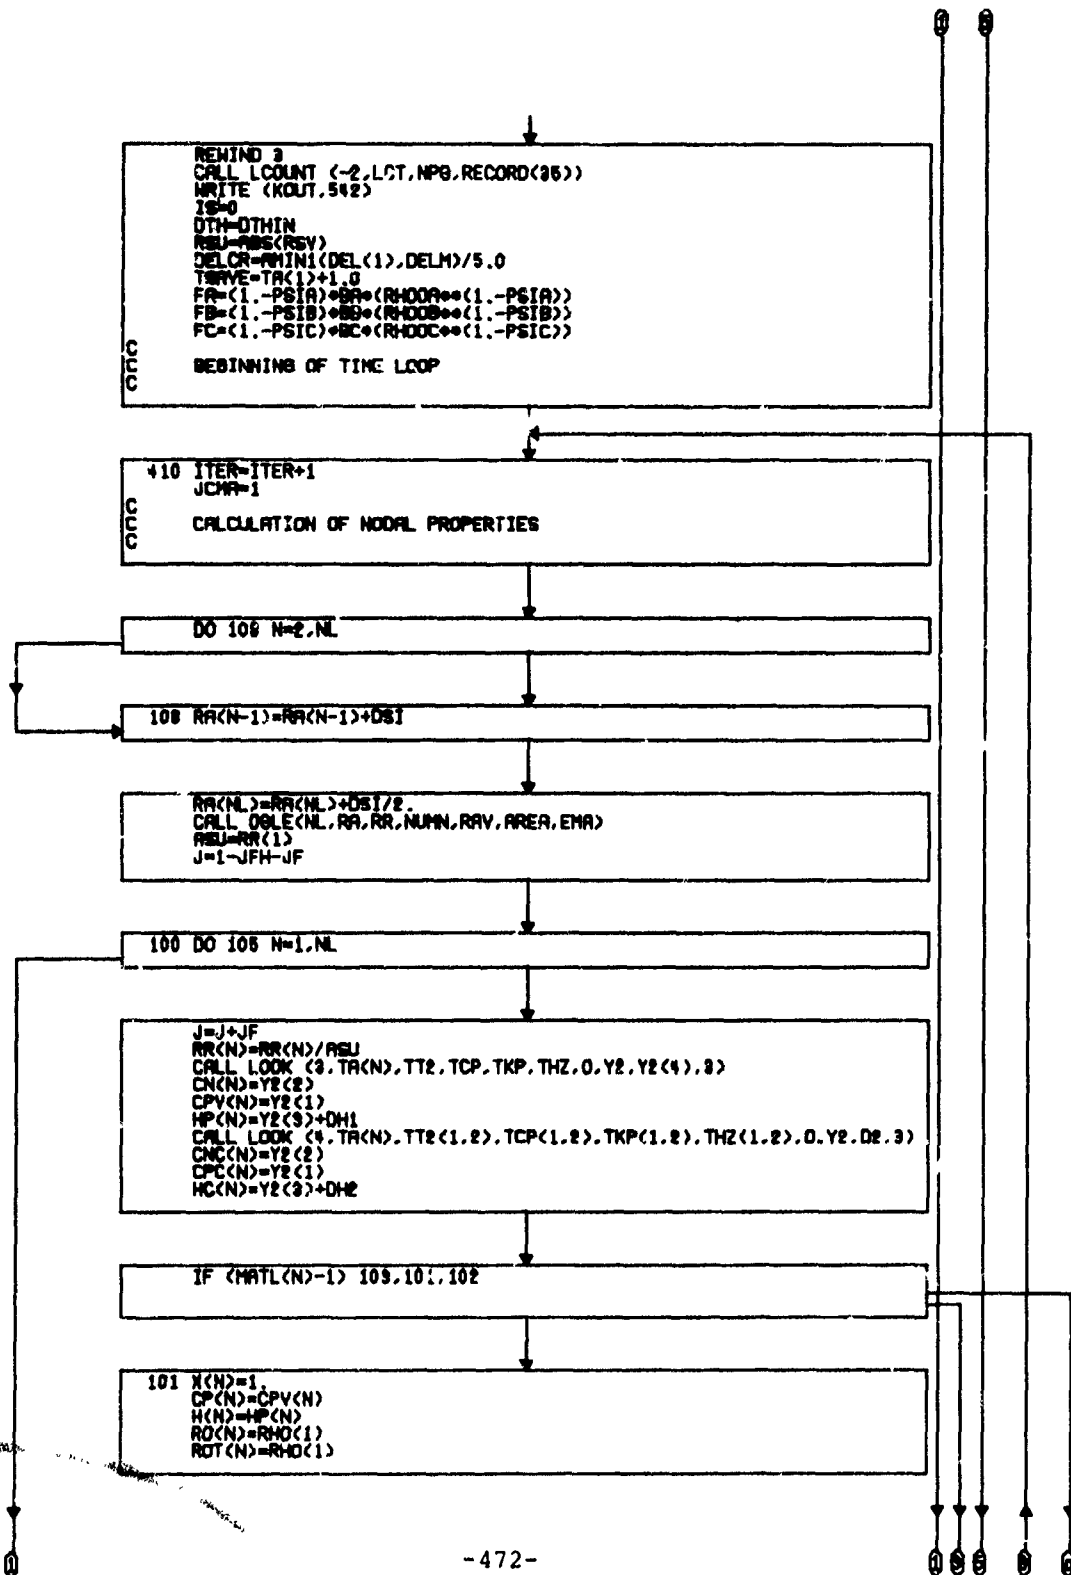 REWIND 3
CALL LCOUNT (-2,LCT,NPG,RECORD(35))
WRITE (KOUT,542)
IS=0
DTH=DTHIN
RSU=ABS(RSV)
DELCR=AMIN1(DEL(1),DELM)/5.0
TSAVE=TA(1)+1.0
FA=(1.-PSIA)*BA*(RHOOA**(1.-PSIA))
FB=(1.-PSIB)*BB*(RHOOB**(1.-PSIB))
FC=(1.-PSIC)*BC*(RHOOC**(1.-PSIC))
C
C BEGINNING OF TIME LOOP
C
410 ITER=ITER+1
JCMA=1
C
C CALCULATION OF NODAL PROPERTIES
C
DO 108 N=2,NL
108 RA(N-1)=RA(N-1)+DSI
RA(NL)=RA(NL)+DSI/2.
CALL OGLE(NL,RA,RR,NUMN,RAV,AREA,EMA)
ASU=RR(1)
J=1-JFH-JF
100 DO 105 N=1,NL
J=J+JF
RR(N)=RR(N)/ASU
CALL LOOK (3,TA(N),TT2,TCP,TKP,THZ,0,Y2,Y2(4),3)
CN(N)=Y2(2)
CPV(N)=Y2(1)
HP(N)=Y2(3)+DH1
CALL LOOK (4,TA(N),TT2(1,2),TCP(1,2),TKP(1,2),THZ(1,2),0,Y2,D2,3)
CNC(N)=Y2(2)
CPC(N)=Y2(1)
HC(N)=Y2(3)+DH2
IF (MATL(N)-1) 103,101,102
101 X(N)=1.
CP(N)=CPV(N)
H(N)=HP(N)
RO(N)=RHO(1)
ROT(N)=RHO(1)
-472-